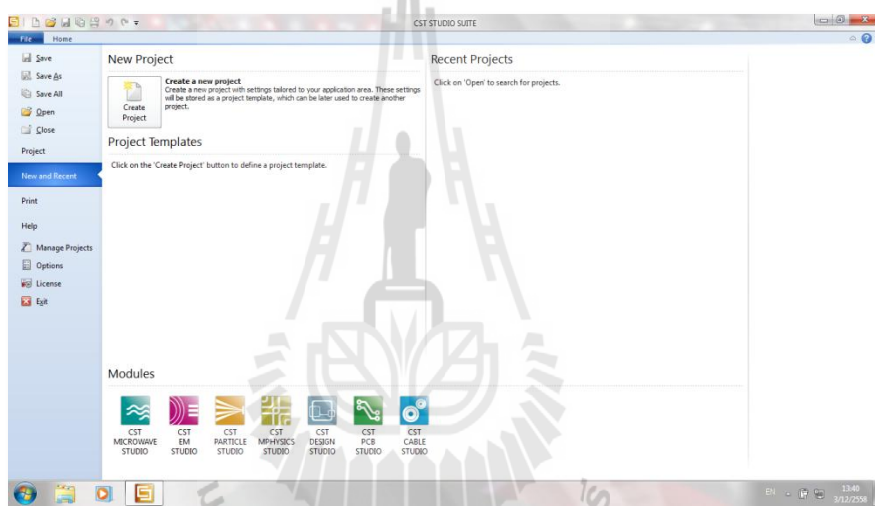 CST STUDIO SUITE
File Home
Save
Save As
Save All
Open
Close
Project
New and Recent
Print
Help
Manage Projects
Options
License
Exit
New Project
Create Project
Create a new project
Create a new project with settings tailored to your application area. These settings
will be stored as a project template, which can be later used to create another
project.
Project Templates
Click on the 'Create Project' button to define a project template.
Recent Projects
Click on 'Open' to search for projects.
Modules
CST MICROWAVE STUDIO
CST EM STUDIO
CST PARTICLE STUDIO
CST MPHYSICS STUDIO
CST DESIGN STUDIO
CST PCB STUDIO
CST CABLE STUDIO
EN
13:40
3/12/2558